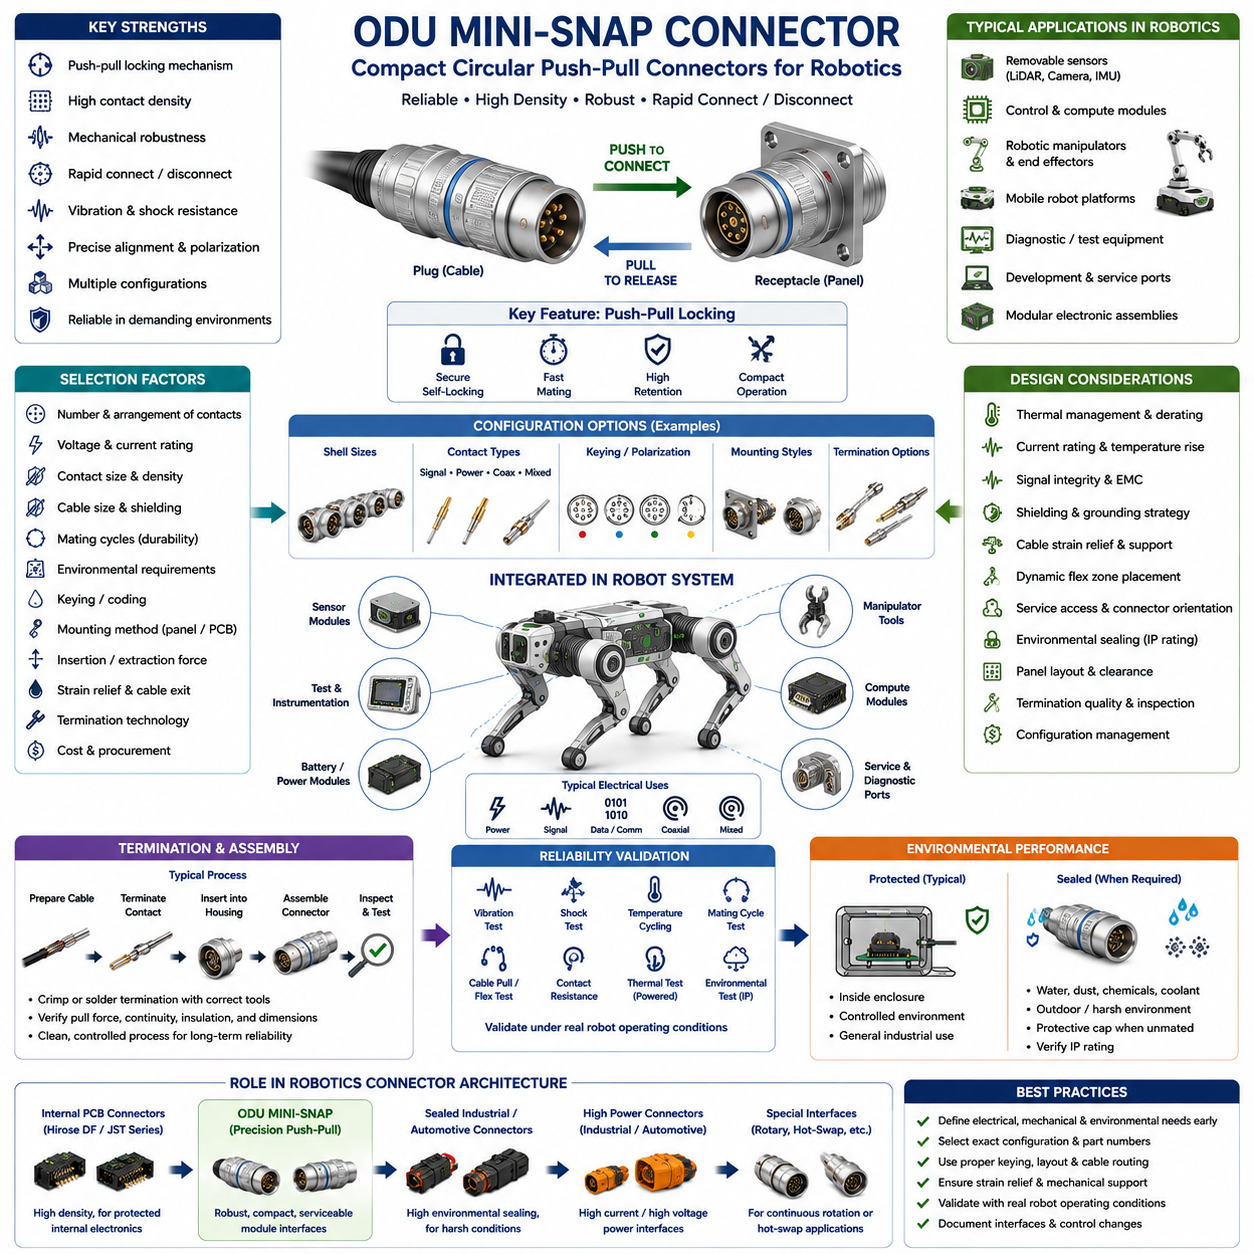 ODU MINI-SNAP CONNECTOR
Compact Circular Push-Pull Connectors for Robotics
Reliable • High Density • Robust • Rapid Connect / Disconnect
KEY STRENGTHS
Push-pull locking mechanism
High contact density
Mechanical robustness
Rapid connect / disconnect
Vibration & shock resistance
Precise alignment & polarization
Multiple configurations
Reliable in demanding environments
PUSH TO
CONNECT
PULL
TO RELEASE
Plug (Cable)
Receptacle (Panel)
Key Feature: Push-Pull Locking
Secure
Self-Locking
Fast
Mating
High
Retention
Compact
Operation
TYPICAL APPLICATIONS IN ROBOTICS
Removable sensors
(LiDAR, Camera, IMU)
Control & compute modules
Robotic manipulators
& end effectors
Mobile robot platforms
Diagnostic / test equipment
Development & service ports
Modular electronic assemblies
SELECTION FACTORS
Number & arrangement of contacts
Voltage & current rating
Contact size & density
Cable size & shielding
Mating cycles (durability)
Environmental requirements
Keying / coding
Mounting method (panel / PCB)
Insertion / extraction force
Strain relief & cable exit
Termination technology
Cost & procurement
CONFIGURATION OPTIONS (Examples)
Shell Sizes
Contact Types
Signal • Power • Coax • Mixed
Keying / Polarization
Mounting Styles
Termination Options
DESIGN CONSIDERATIONS
Thermal management & derating
Current rating & temperature rise
Signal integrity & EMC
Shielding & grounding strategy
Cable strain relief & support
Dynamic flex zone placement
Service access & connector orientation
Environmental sealing (IP rating)
Panel layout & clearance
Termination quality & inspection
Configuration management
INTEGRATED IN ROBOT SYSTEM
Sensor
Modules
Test &
Instrumentation
Battery /
Power Modules
Manipulator
Tools
Compute
Modules
Service &
Diagnostic
Ports
Typical Electrical Uses
0101
1010
Power
Signal
Data / Comm
Coaxial
Mixed
TERMINATION & ASSEMBLY
Typical Process
Prepare Cable
Terminate
Contact
Insert into
Housing
Assemble
Connector
Inspect
& Test
• Crimp or solder termination with correct tools
• Verify pull force, continuity, insulation, and dimensions
• Clean, controlled process for long-term reliability
RELIABILITY VALIDATION
Vibration
Test
Shock
Test
Temperature
Cycling
Mating Cycle
Test
Cable Pull /
Flex Test
Contact
Resistance
Thermal Test
(Powered)
Environmental
Test (IP)
Validate under real robot operating conditions
ENVIRONMENTAL PERFORMANCE
Protected (Typical)
• Inside enclosure
• Controlled environment
• General industrial use
Sealed (When Required)
• Water, dust, chemicals, coolant
• Outdoor / harsh environment
• Protective cap when unmated
• Verify IP rating
ROLE IN ROBOTICS CONNECTOR ARCHITECTURE
Internal PCB Connectors
(Hirose DF / JST Series)
High density, for protected
internal electronics
ODU MINI-SNAP
(Precision Push-Pull)
Robust, compact, serviceable
module interfaces
Sealed Industrial /
Automotive Connectors
High environmental sealing,
for harsh conditions
High Power Connectors
(Industrial / Automotive)
High current / high voltage
power interfaces
Special Interfaces
(Rotary, Hot-Swap, etc.)
For continuous rotation or
hot-swap applications
BEST PRACTICES
Define electrical, mechanical & environmental needs early
Select exact configuration & part numbers
Use proper keying, layout & cable routing
Ensure strain relief & mechanical support
Validate with real robot operating conditions
Document interfaces & control changes